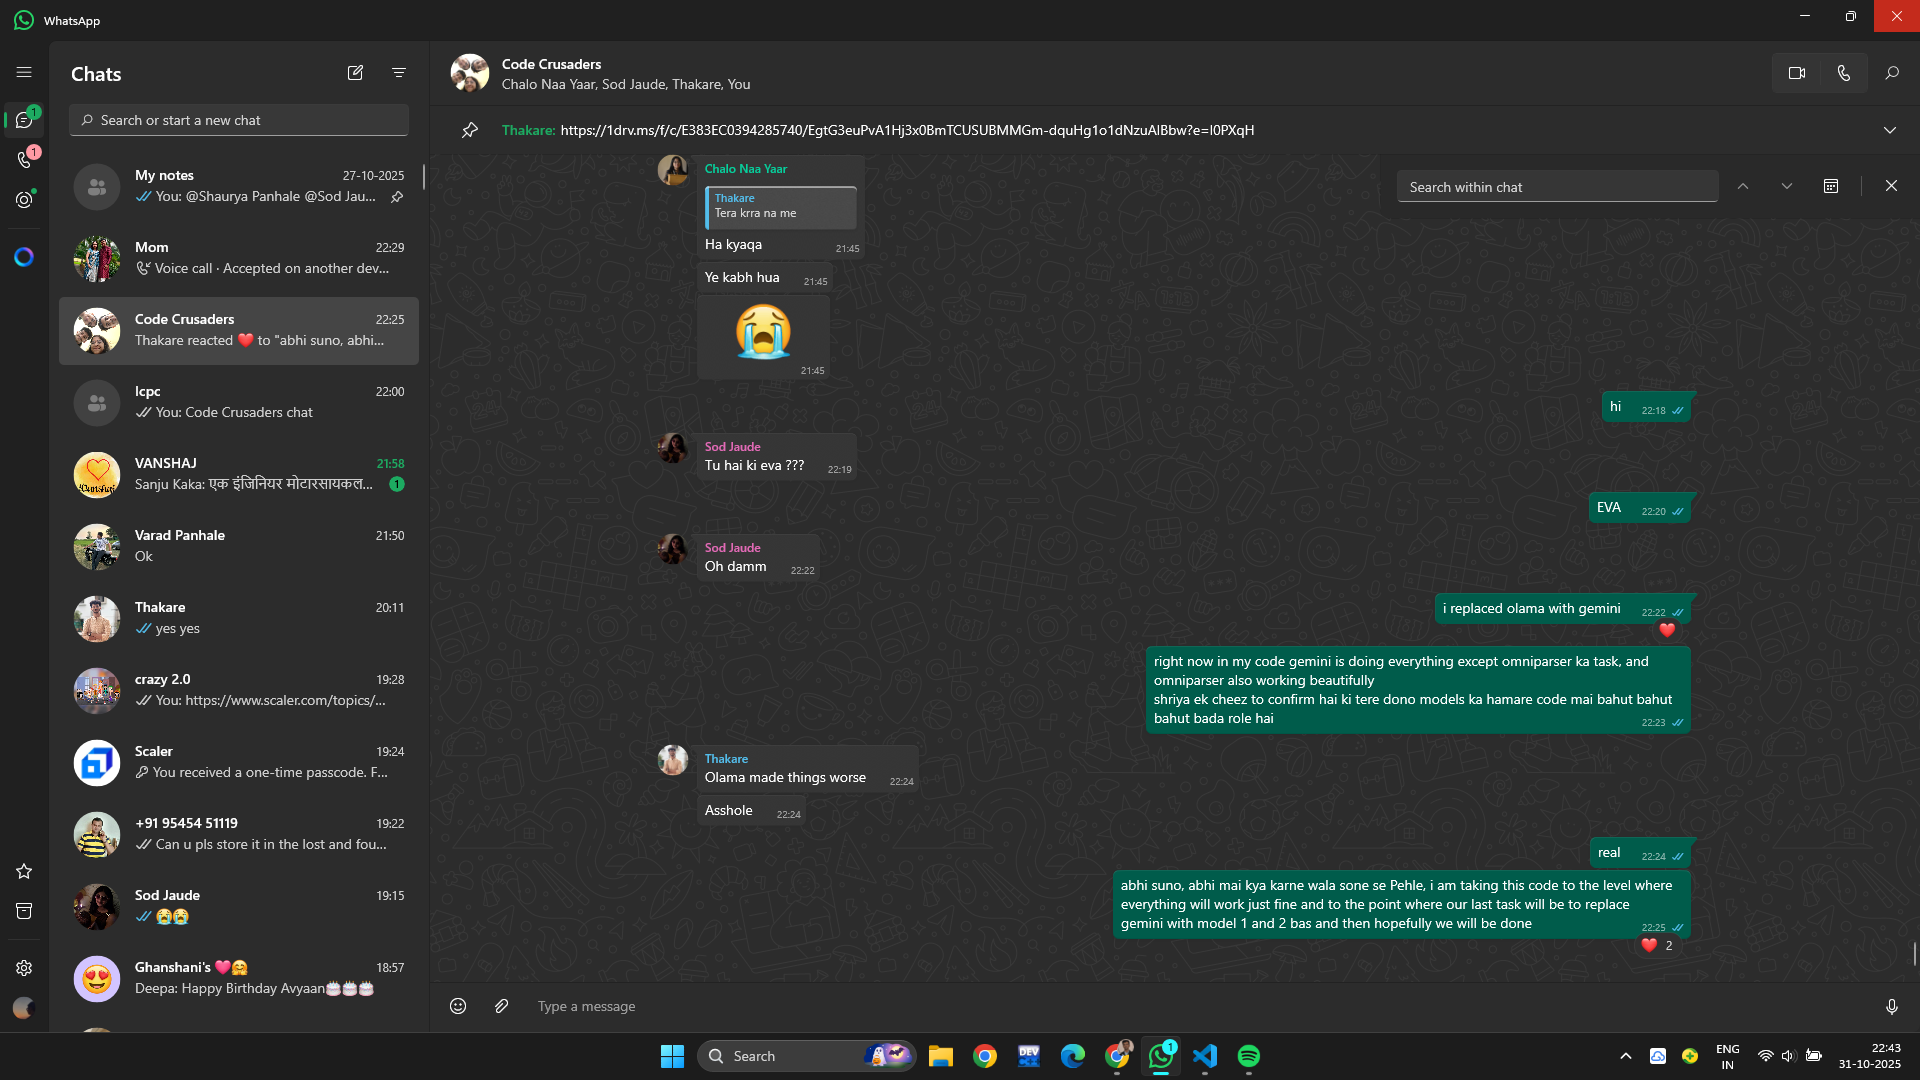 WhatsApp
Chats
Search or start a new chat
1
1
My notes
27-10-2025
You: @Shaurya Panhale @Sod Jau...
Mom
22:29
Voice call · Accepted on another dev...
Code Crusaders
22:25
Thakare reacted ❤️ to "abhi suno, abhi...
Icpc
22:00
You: Code Crusaders chat
VANSHAJ
21:58
Sanju Kaka: एक इंजिनियर मोटारसायकल...
1
Varad Panhale
21:50
Ok
Thakare
20:11
yes yes
crazy 2.0
19:28
You: https://www.scaler.com/topics/...
Scaler
19:24
You received a one-time passcode. F...
+91 95454 51119
19:22
Can u pls store it in the lost and fou...
Sod Jaude
19:15
😭😭
Ghanshani's 💗🤗
18:57
Deepa: Happy Birthday Avyaan🎂🎂🎂
Code Crusaders
Chalo Naa Yaar, Sod Jaude, Thakare, You
Thakare: https://1drv.ms/f/c/E383EC0394285740/EgtG3euPvA1Hj3x0BmTCUSUBMMGm-dquHg1o1dNzuAlBbw?e=I0PXqH
Search within chat
Chalo Naa Yaar
Thakare
Tera krra na me
Ha kyaqa
21:45
Ye kabh hua
21:45
😭
21:45
hi
22:18
Sod Jaude
Tu hai ki eva ???
22:19
EVA
22:20
Sod Jaude
Oh damm
22:22
i replaced olama with gemini
22:22
❤️
right now in my code gemini is doing everything except omniparser ka task, and
omniparser also working beautifully
shriya ek cheez to confirm hai ki tere dono models ka hamare code mai bahut bahut
bahut bada role hai
22:23
Thakare
Olama made things worse
22:24
Asshole
22:24
real
22:24
abhi suno, abhi mai kya karne wala sone se Pehle, i am taking this code to the level where
everything will work just fine and to the point where our last task will be to replace
gemini with model 1 and 2 bas and then hopefully we will be done
22:25
❤️ 2
Type a message
Search
DEV
1
ENG
IN
22:43
31-10-2025